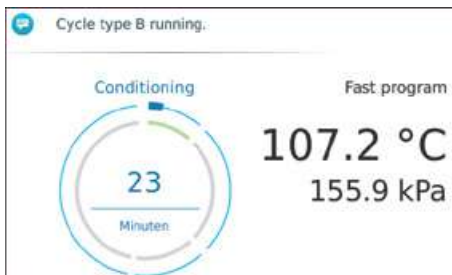 Cycle type B running.
Conditioning
Fast program
107.2 °C
155.9 kPa
23
Minuten